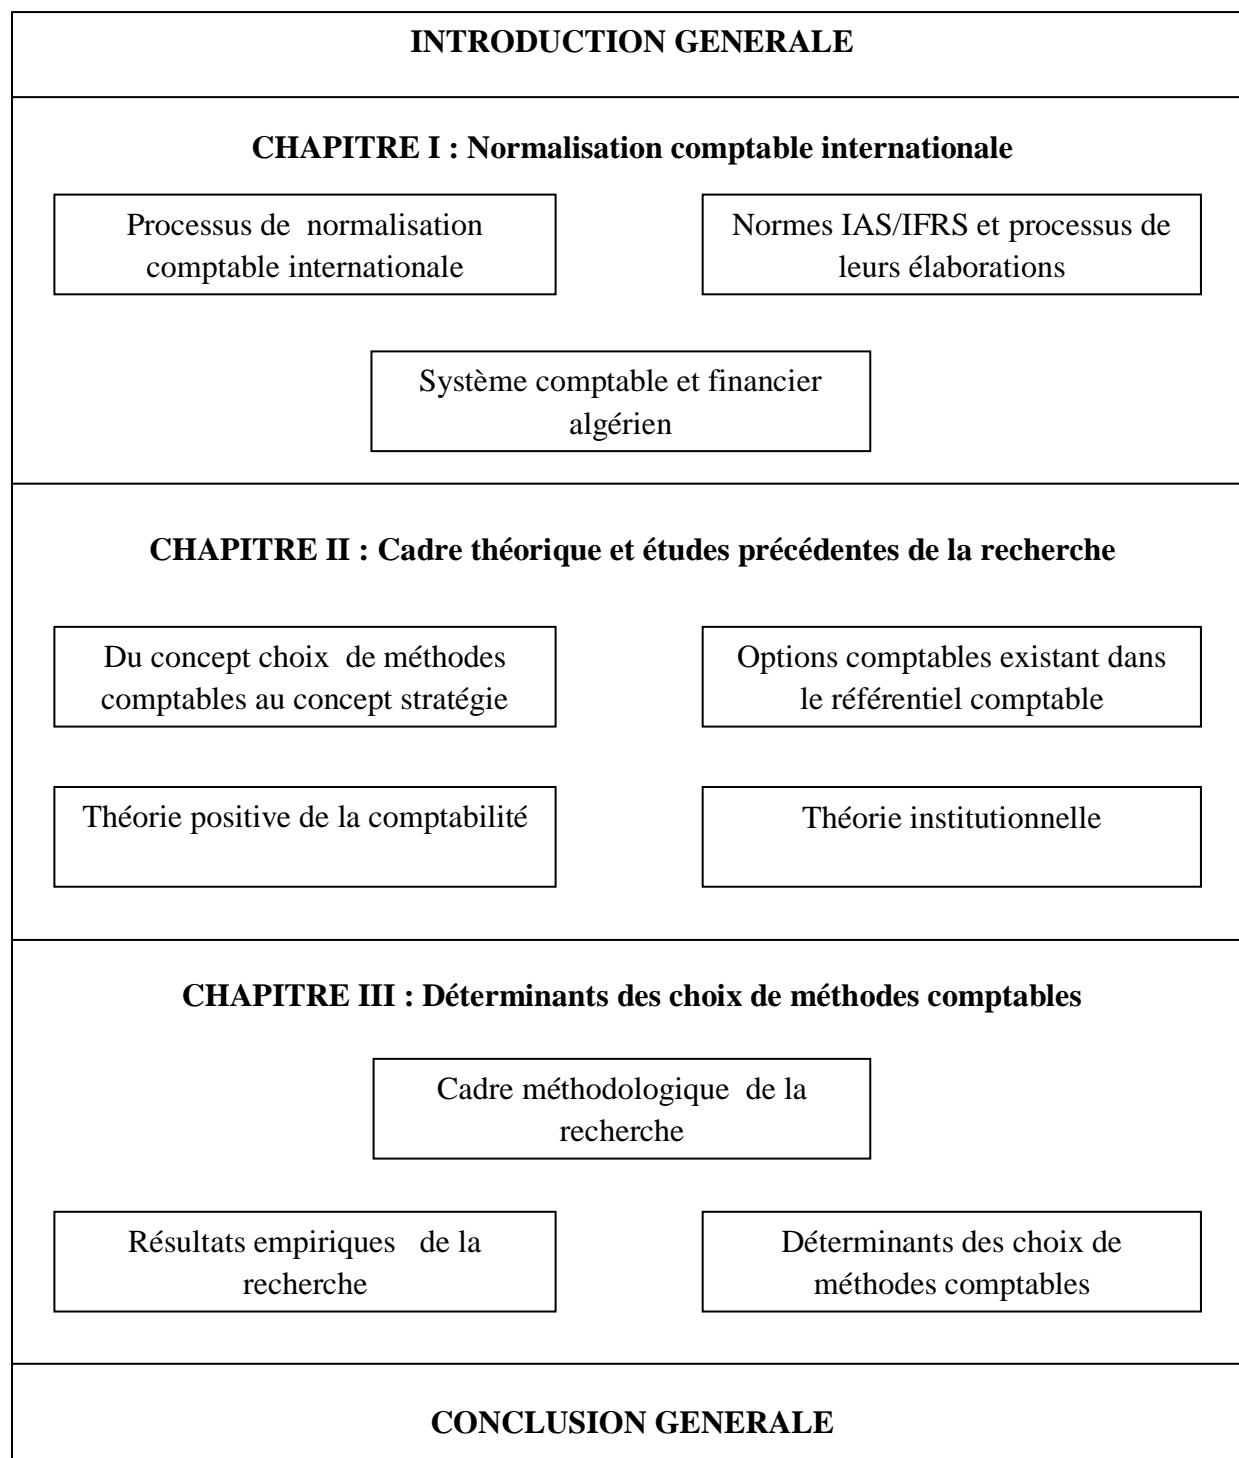 INTRODUCTION GENERALE
CHAPITRE I : Normalisation comptable internationale
Processus de normalisation
comptable internationale
Normes IAS/IFRS et processus de
leurs élaborations
Système comptable et financier
algérien
CHAPITRE II : Cadre théorique et études précédentes de la recherche
Du concept choix de méthodes
comptables au concept stratégie
Options comptables existant dans
le référentiel comptable
Théorie positive de la comptabilité
Théorie institutionnelle
CHAPITRE III : Déterminants des choix de méthodes comptables
Cadre méthodologique de la
recherche
Résultats empiriques de la
recherche
Déterminants des choix de
méthodes comptables
CONCLUSION GENERALE